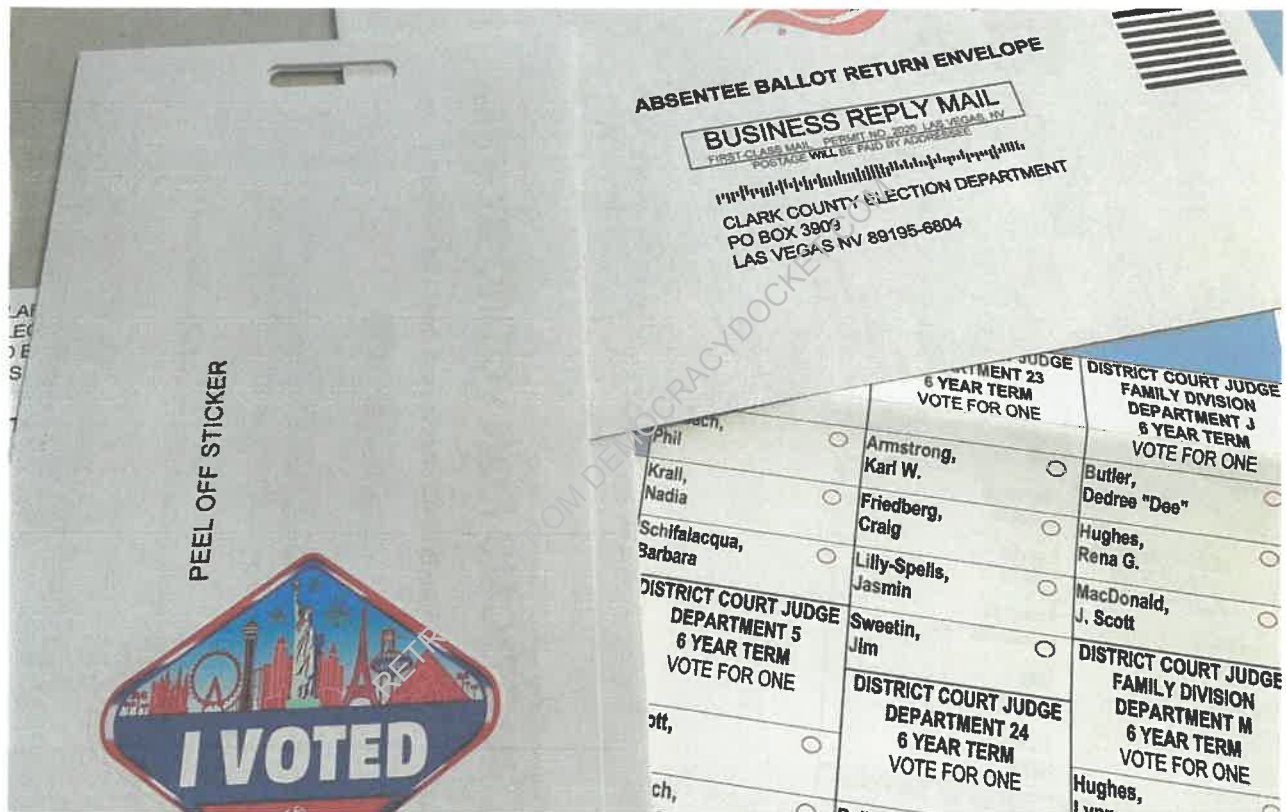 ABSENTEE BALLOT RETURN ENVELOPE
BUSINESS REPLY MAIL
FIRST-CLASS MAIL PERMIT NO. 2020 LAS VEGAS, NV
POSTAGE WILL BE PAID BY ADDRESSEE
CLARK COUNTY ELECTION DEPARTMENT
PO BOX 3909
LAS VEGAS NV 89195-6804
PEEL OFF STICKER
I VOTED
Phil
Krall,
Nadia
Schifalacqua,
Barbara
DISTRICT COURT JUDGE
DEPARTMENT 5
6 YEAR TERM
VOTE FOR ONE
JUDGE
23
6 YEAR TERM
VOTE FOR ONE
Armstrong,
Karl W.
Friedberg,
Craig
Lilly-Spells,
Jasmin
Sweetin,
Jim
DISTRICT COURT JUDGE
DEPARTMENT 24
6 YEAR TERM
VOTE FOR ONE
DISTRICT COURT JUDGE
FAMILY DIVISION
DEPARTMENT J
6 YEAR TERM
VOTE FOR ONE
Butler,
Dedree "Dee"
Hughes,
Rena G.
MacDonald,
J. Scott
DISTRICT COURT JUDGE
FAMILY DIVISION
DEPARTMENT M
6 YEAR TERM
VOTE FOR ONE
Hughes,
RETR
OM DEMOCRACYDOCKET.COM